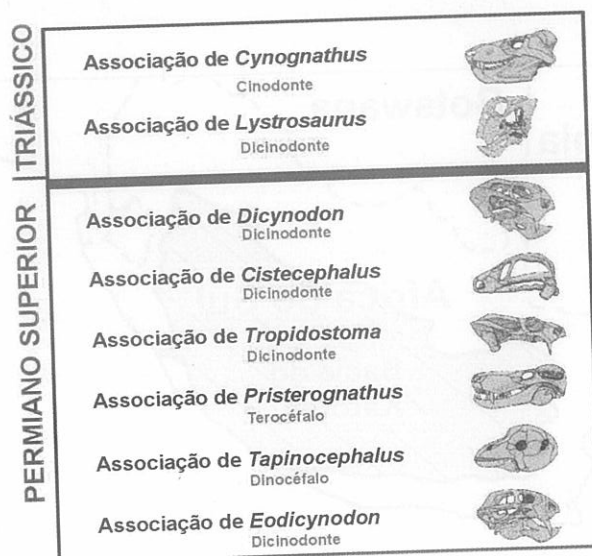 TRIÁSSICO
Associação de Cynognathus
Cinodonte
Associação de Lystrosaurus
Dicinodonte
PERMIANO SUPERIOR
Associação de Dicynodon
Dicinodonte
Associação de Cistecephalus
Dicinodonte
Associação de Tropidostoma
Dicinodonte
Associação de Pristerognathus
Terocéfalo
Associação de Tapinocephalus
Dinocéfalo
Associação de Eodicynodon
Dicinodonte